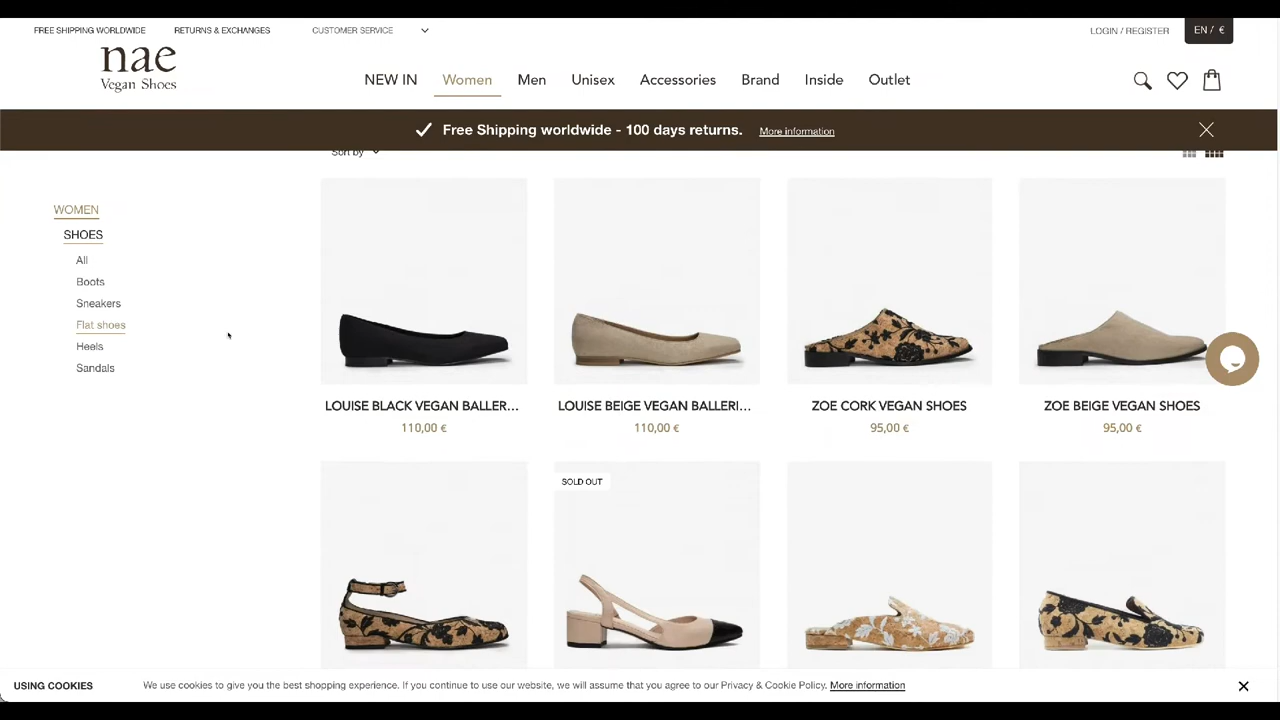 FREE SHIPPING WORLDWIDE
RETURNS & EXCHANGES
CUSTOMER SERVICE
LOGIN / REGISTER
EN / €
nae
Vegan Shoes
NEW IN
Women
Men
Unisex
Accessories
Brand
Inside
Outlet
Free Shipping worldwide - 100 days returns. More information
Sort by
WOMEN
SHOES
All
Boots
Sneakers
Flat shoes
Heels
Sandals
LOUISE BLACK VEGAN BALLER...
110,00 €
LOUISE BEIGE VEGAN BALLERI...
110,00 €
ZOE CORK VEGAN SHOES
95,00 €
ZOE BEIGE VEGAN SHOES
95,00 €
SOLD OUT
USING COOKIES
We use cookies to give you the best shopping experience. If you continue to use our website, we will assume that you agree to our Privacy & Cookie Policy. More information